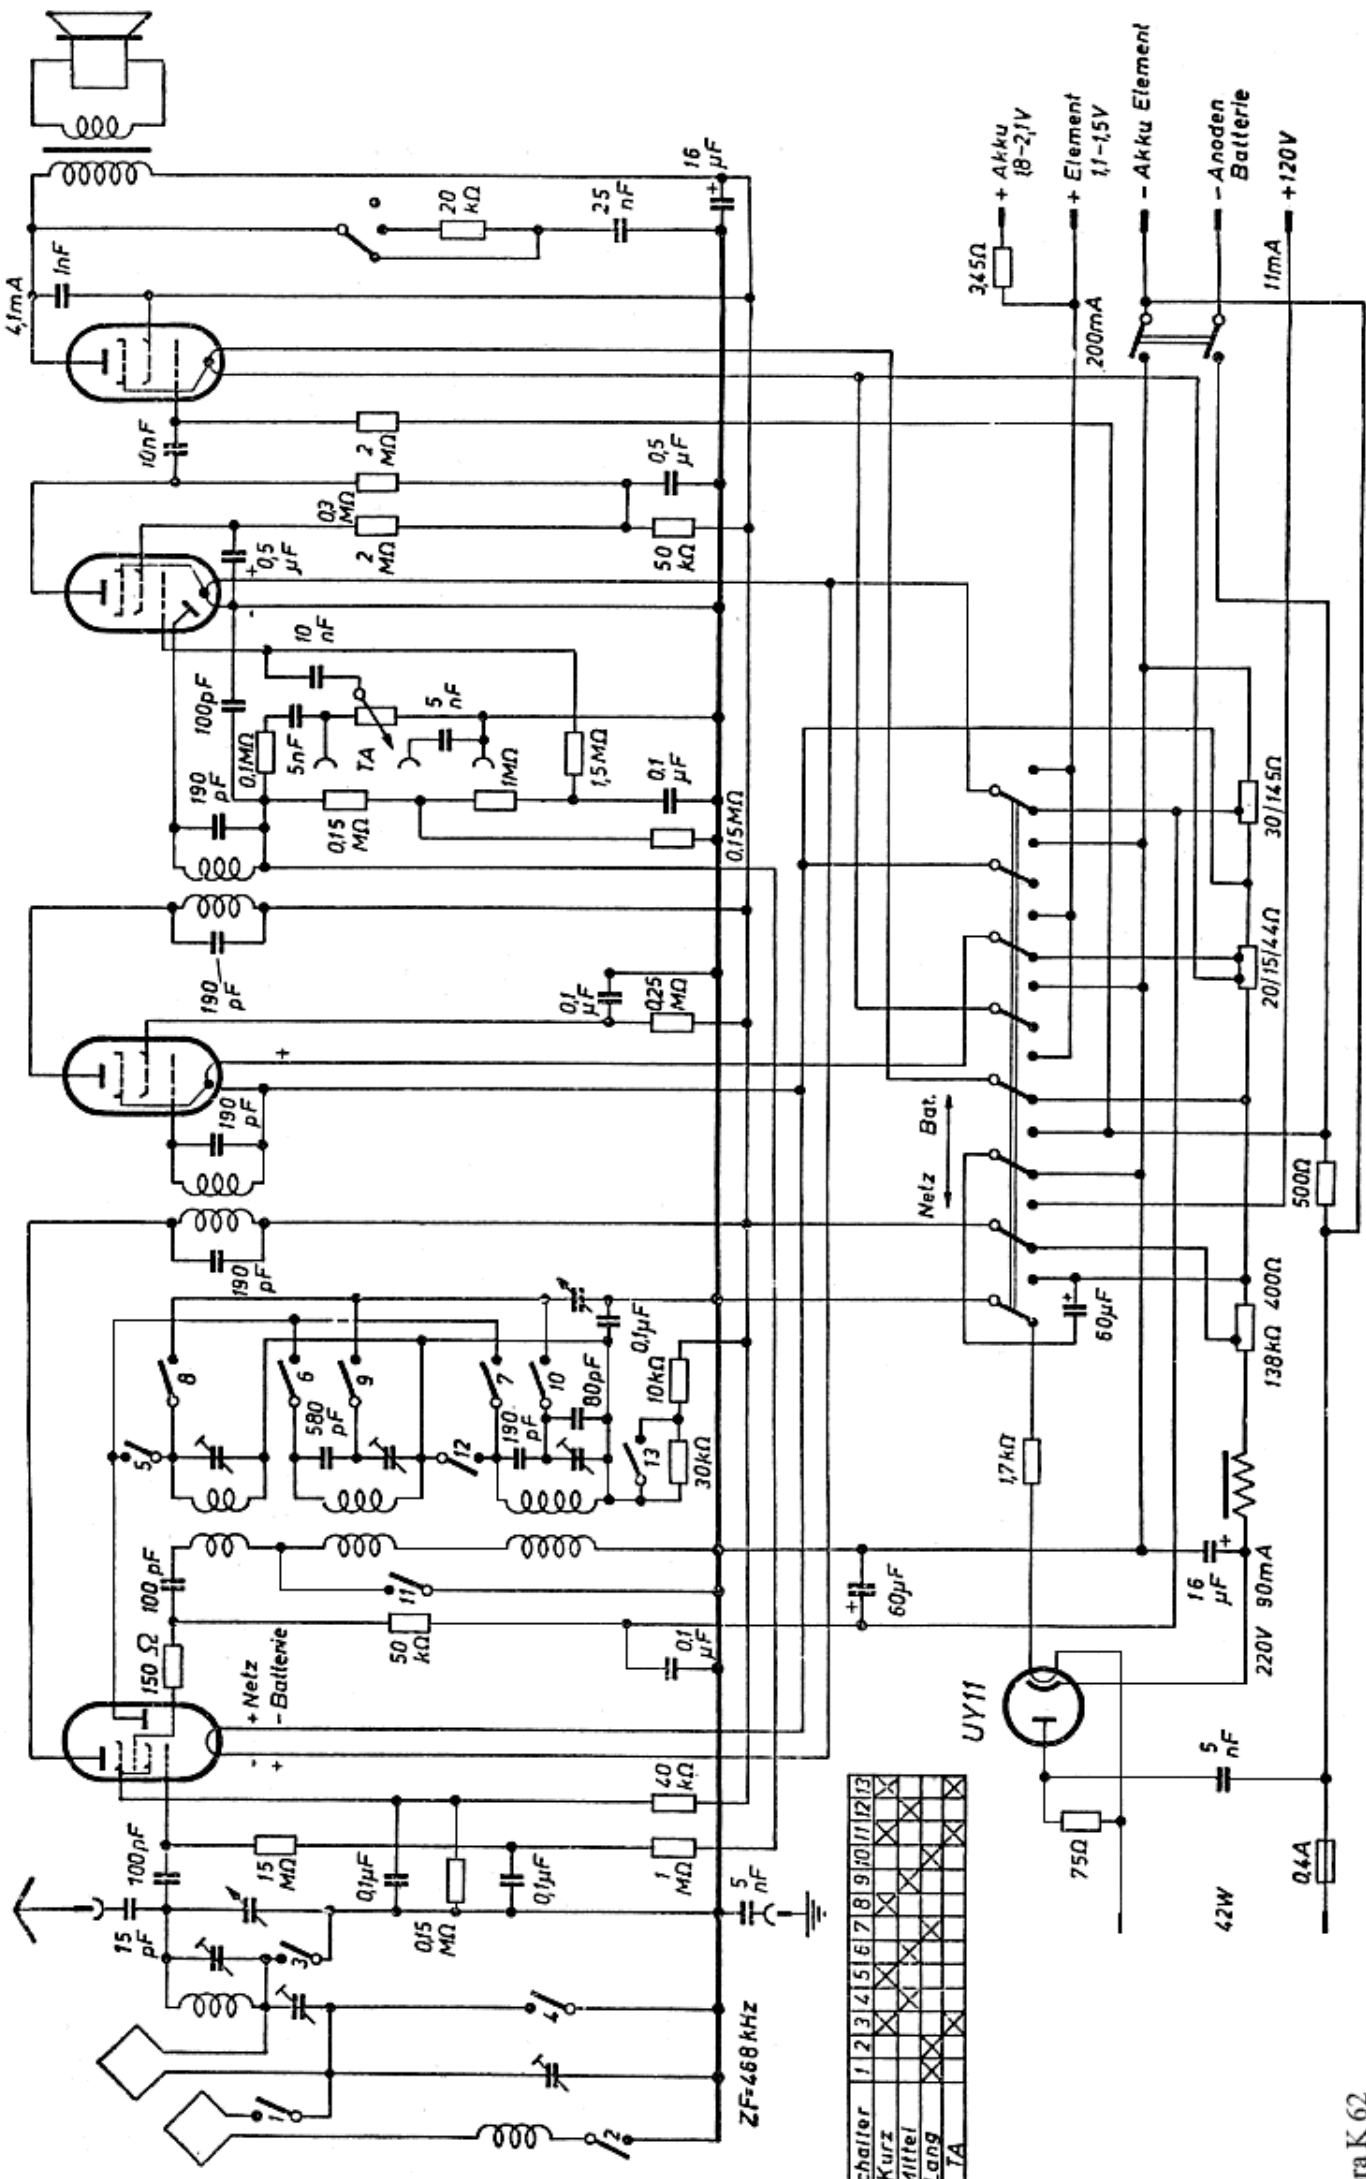 15
pF
100pF
150 Ω
100 pF
5
8
190
pF
190
pF
190
pF
190
pF
0,1MΩ
100pF
10nF
1nF
4,1mA
- + Netz
+ - Batterie
+
- +
1
3
15
MΩ
0,1µF
0,15
MΩ
0,1µF
50
kΩ
11
6
580
pF
9
12
7
190
pF
10
80pF
5nF
10
nF
TA
5
nF
0,15
MΩ
1MΩ
1,5MΩ
0,5
µF
2
MΩ
0,3
MΩ
2
MΩ
20
kΩ
25
nF
2
4
1
MΩ
40
kΩ
0,1
µF
13
30kΩ
10kΩ
0,1µF
0,1
µF
0,25
MΩ
0,1
µF
0,15MΩ
50
kΩ
0,5
µF
16
µF
+
ZF=468kHz
5
nF
+
60µF
chalter 1 2 3 4 5 6 7 8 9 10 11 12 13
Kurz
Mittel
Lang
TA
UY11
1,7kΩ
Netz Bat.
+
60µF
3,45Ω
+ Akku
1,8-2,1V
+ Element
1,1-1,5V
200mA
- Akku Element
- Anoden
Batterie
11mA
+120V
75Ω
5
nF
16
µF
+
220V 90mA
138kΩ 400Ω
20/15/44Ω
30/145Ω
500Ω
42W
0,4A
ra K 62